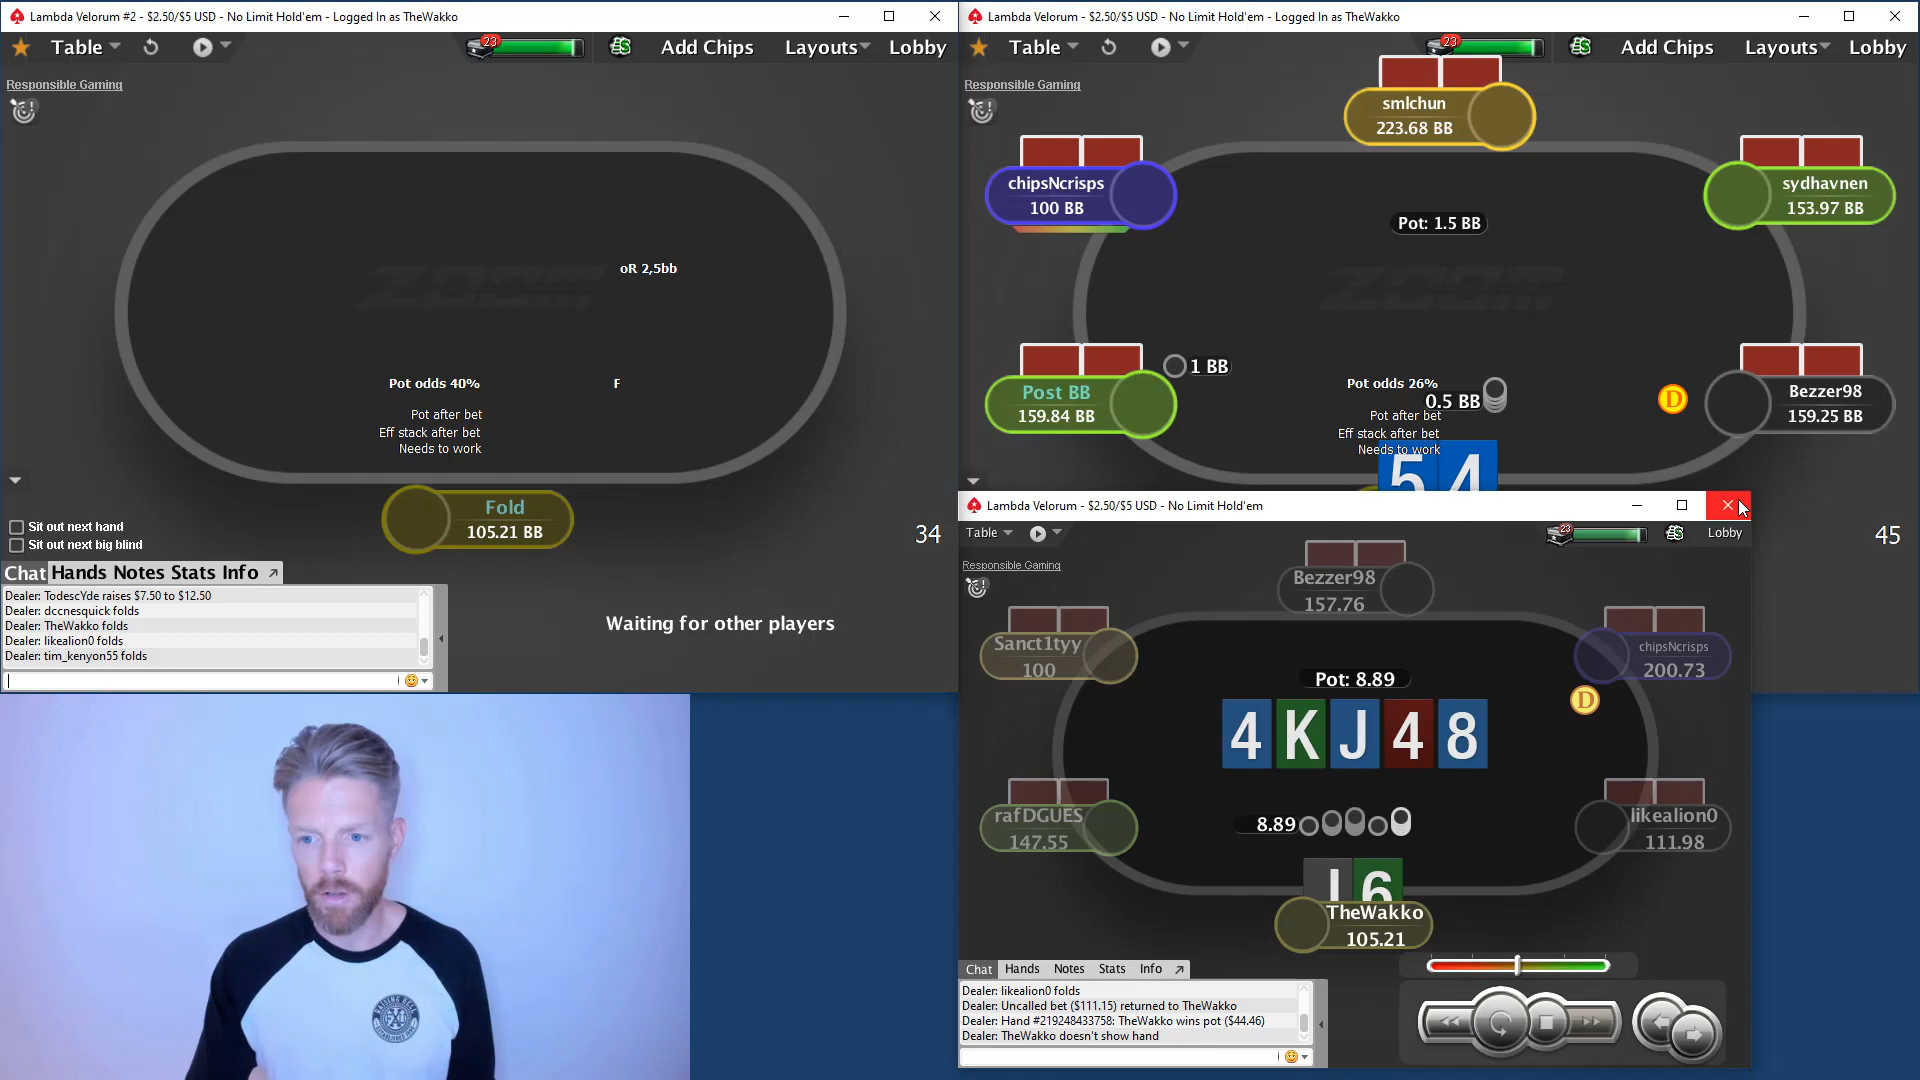 Lambda Velorum #2 - $2.50/$5 USD - No Limit Hold'em - Logged In as TheWakko
Table
23
Add Chips
Layouts
Lobby
Responsible Gaming
ZOOM
oR 2,5bb
Pot odds 40%
F
Pot after bet
Eff stack after bet
Needs to work
Fold
105.21 BB
34
Sit out next hand
Sit out next big blind
Chat Hands Notes Stats Info
Dealer: TodescYde raises $7.50 to $12.50
Dealer: dccnesquick folds
Dealer: TheWakko folds
Dealer: likealion0 folds
Dealer: tim_kenyon55 folds
Waiting for other players
Lambda Velorum - $2.50/$5 USD - No Limit Hold'em - Logged In as TheWakko
Table
23
Add Chips
Layouts
Lobby
Responsible Gaming
smlchun
223.68 BB
chipsNcrisps
100 BB
sydhavnen
153.97 BB
Pot: 1.5 BB
ZOOM
1 BB
Post BB
159.84 BB
Pot odds 26%
0.5 BB
D
Bezzer98
159.25 BB
Pot after bet
Eff stack after bet
Needs to work
5 4
45
Lambda Velorum - $2.50/$5 USD - No Limit Hold'em
Table
23
Lobby
Responsible Gaming
Bezzer98
157.76
Sanct1tyy
100
chipsNcrisps
200.73
D
Pot: 8.89
4 K J 4 8
8.89
rafDGUES
147.55
likealion0
111.98
J 6
TheWakko
105.21
Chat Hands Notes Stats Info
Dealer: likealion0 folds
Dealer: Uncalled bet ($111.15) returned to TheWakko
Dealer: Hand #219248433758: TheWakko wins pot ($44.46)
Dealer: TheWakko doesn't show hand